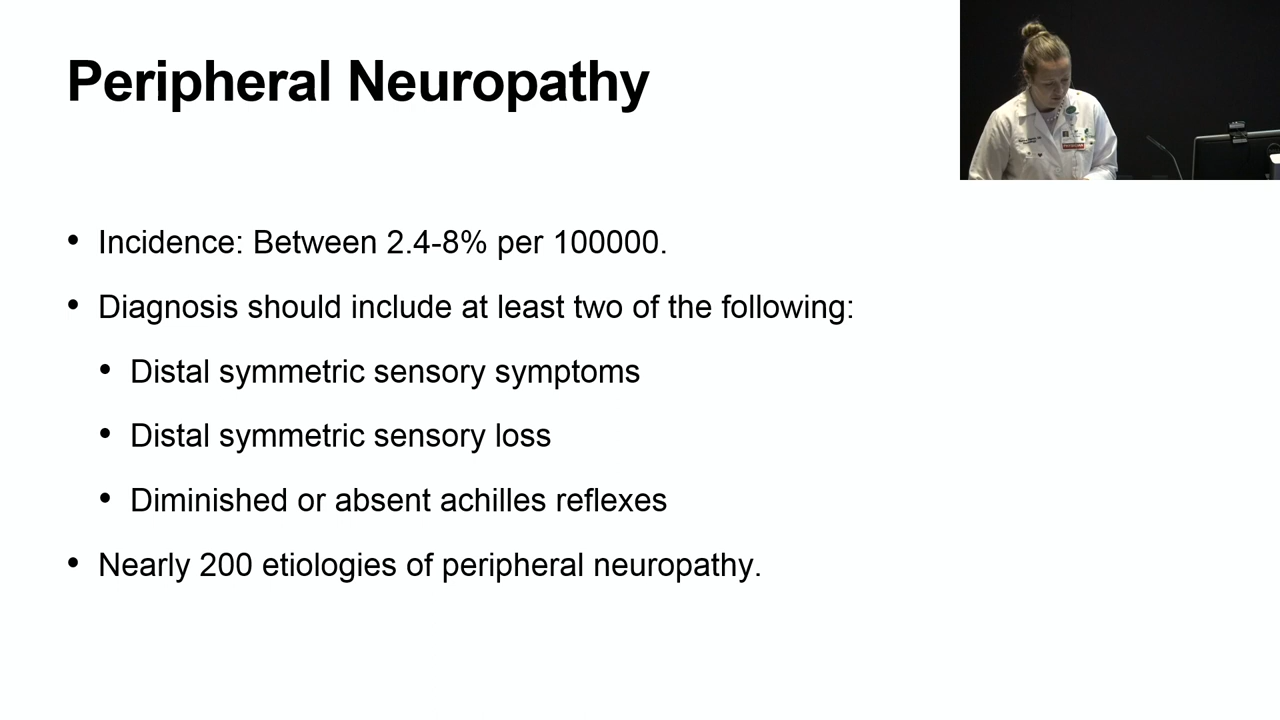 Peripheral Neuropathy
• Incidence: Between 2.4-8% per 100000.
• Diagnosis should include at least two of the following:
• Distal symmetric sensory symptoms
• Distal symmetric sensory loss
• Diminished or absent achilles reflexes
• Nearly 200 etiologies of peripheral neuropathy.